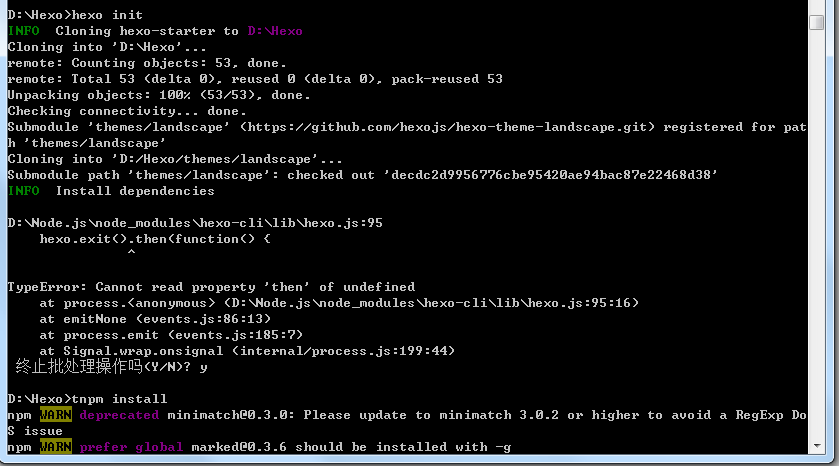 D:\Hexo>hexo init
INFO  Cloning hexo-starter to D:\Hexo
Cloning into 'D:\Hexo'...
remote: Counting objects: 53, done.
remote: Total 53 (delta 0), reused 0 (delta 0), pack-reused 53
Unpacking objects: 100% (53/53), done.
Checking connectivity... done.
Submodule 'themes/landscape' (https://github.com/hexojs/hexo-theme-landscape.git) registered for pat
h 'themes/landscape'
Cloning into 'D:/Hexo/themes/landscape'...
Submodule path 'themes/landscape': checked out 'decdc2d9956776cbe95420ae94bac87e22468d38'
INFO  Install dependencies
D:\Node.js\node_modules\hexo-cli\lib\hexo.js:95
    hexo.exit().then(function() {
               ^
TypeError: Cannot read property 'then' of undefined
    at process.<anonymous> (D:\Node.js\node_modules\hexo-cli\lib\hexo.js:95:16)
    at emitNone (events.js:86:13)
    at process.emit (events.js:185:7)
    at Signal.wrap.onsignal (internal/process.js:199:44)
终止批处理操作吗(Y/N)? y
D:\Hexo>tnpm install
npm WARN deprecated minimatch@0.3.0: Please update to minimatch 3.0.2 or higher to avoid a RegExp Do
S issue
npm WARN prefer global marked@0.3.6 should be installed with -g